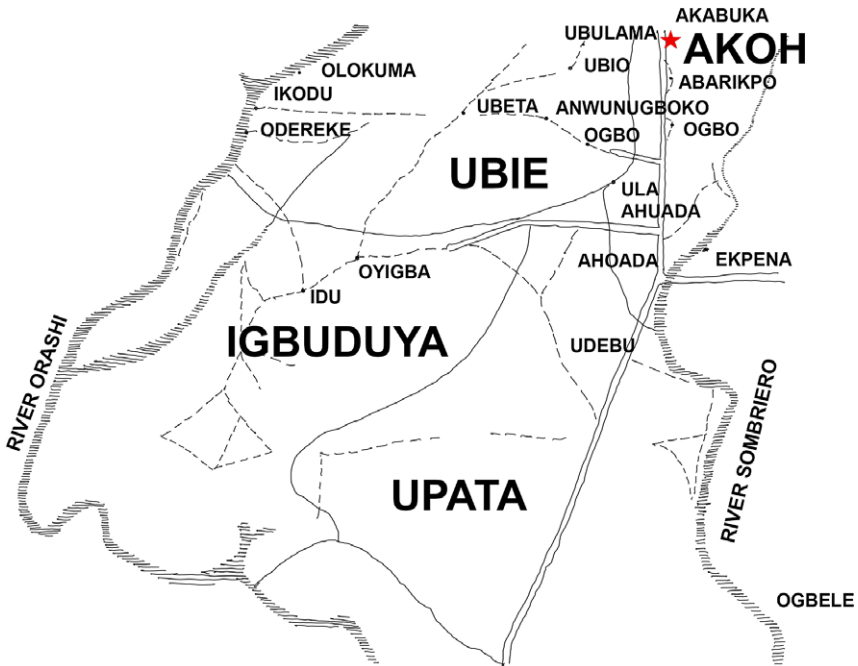 AKABUKA
UBULAMA
AKOH
UBIO
OLOKUMA
ABARIKPO
IKODU
UBETA
ANWUNUGBOKO
ODEREKE
OGBO
OGBO
UBIE
ULA
AHUADA
AHOADA
EKPENA
OYIGBA
IDU
IGBUDUYA
UDEBU
RIVER ORASHI
UPATA
RIVER SOMBRIERO
OGBELE